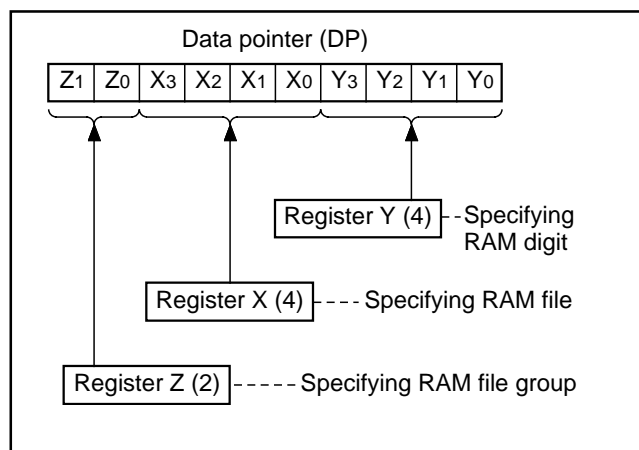 Data pointer (DP)
Z1 Z0 X3 X2 X1 X0 Y3 Y2 Y1 Y0
Register Y (4) Specifying
RAM digit
Register X (4) Specifying RAM file
Register Z (2) Specifying RAM file group